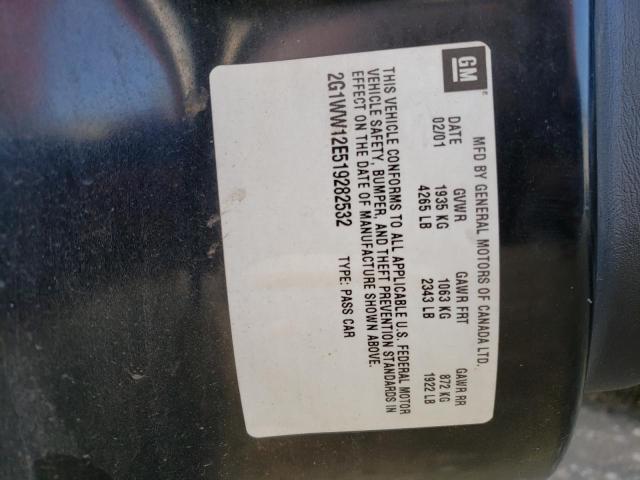 GM
MFD BY GENERAL MOTORS OF CANADA LTD.
DATE GVWR GAWR FRT GAWR RR
02/01 1935 KG 1063 KG 872 KG
4265 LB 2343 LB 1922 LB
THIS VEHICLE CONFORMS TO ALL APPLICABLE U.S. FEDERAL MOTOR
VEHICLE SAFETY, BUMPER, AND THEFT PREVENTION STANDARDS IN
EFFECT ON THE DATE OF MANUFACTURE SHOWN ABOVE.
2G1WW12E519282532 TYPE: PASS CAR